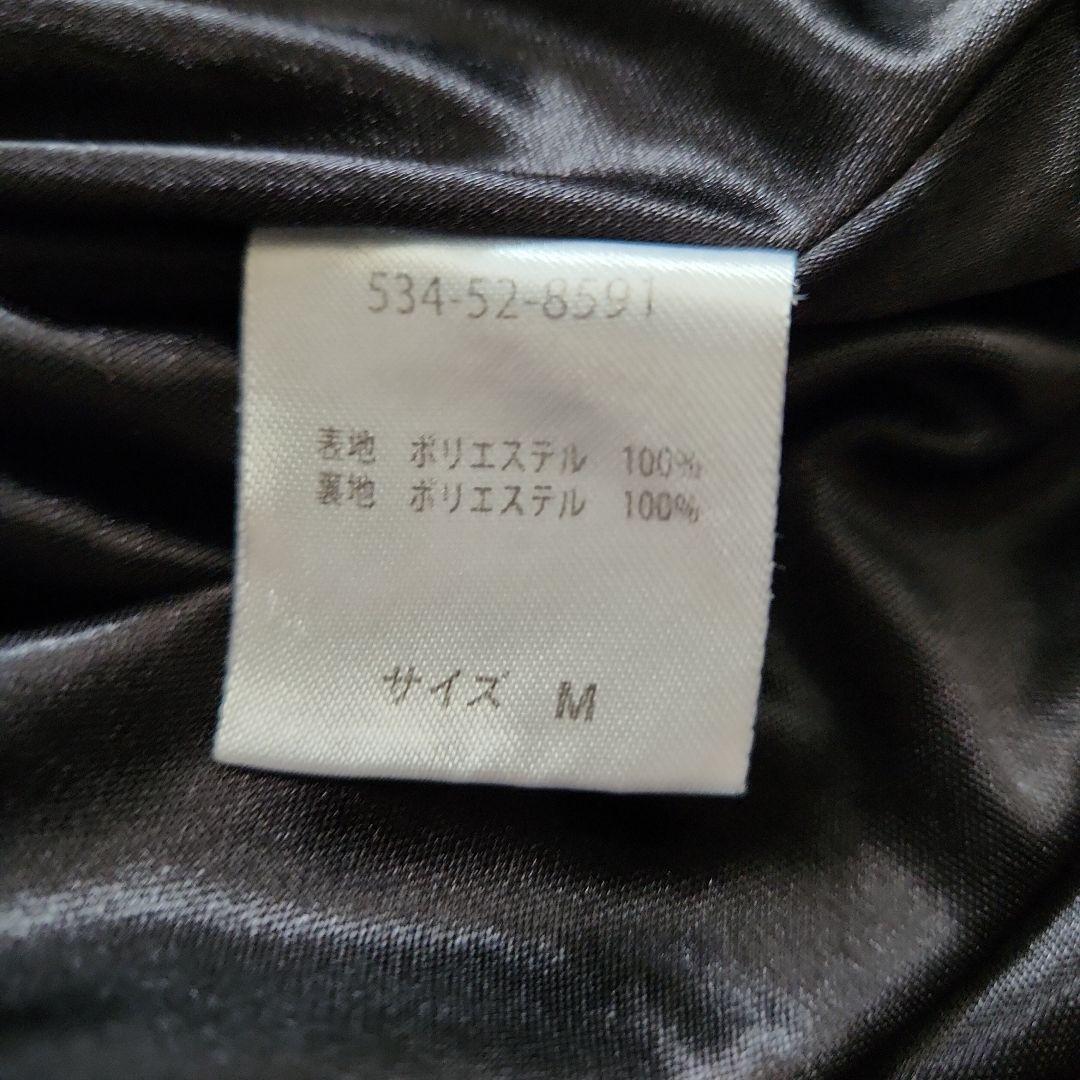 534-52-8591
表地 ポリエステル 100%
裏地 ポリエステル 100%
サイズ M